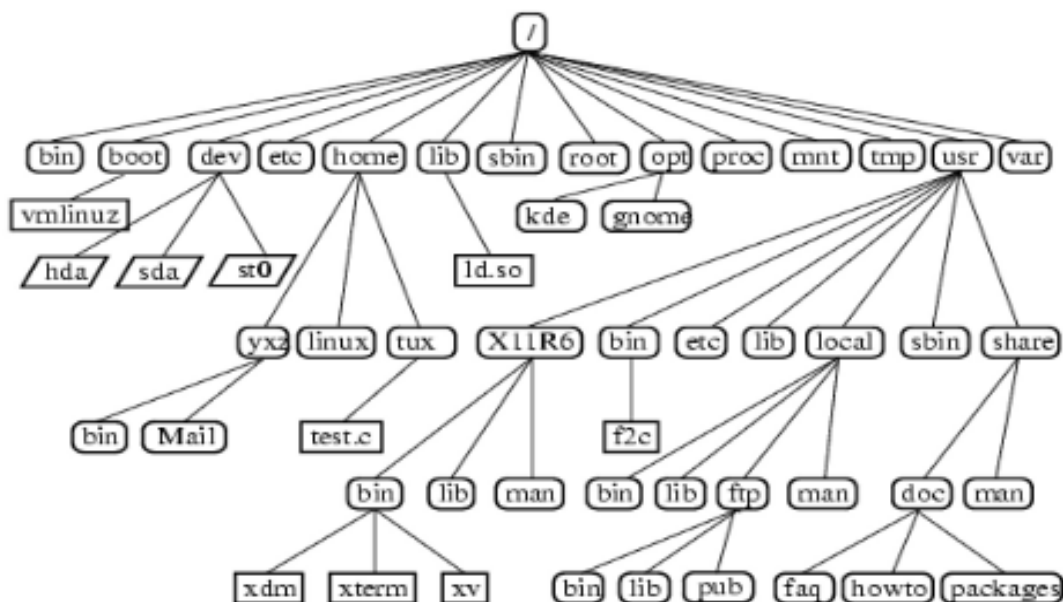 /
bin boot dev etc home lib sbin root opt proc mnt tmp usr var
vmlinuz kde gnome
hda sda st0 ld.so
yxz linux tux X11R6 bin etc lib local sbin share
bin Mail test.c f2c
bin lib man bin lib ftp man doc man
xdm xterm xv bin lib pub faq howto packages